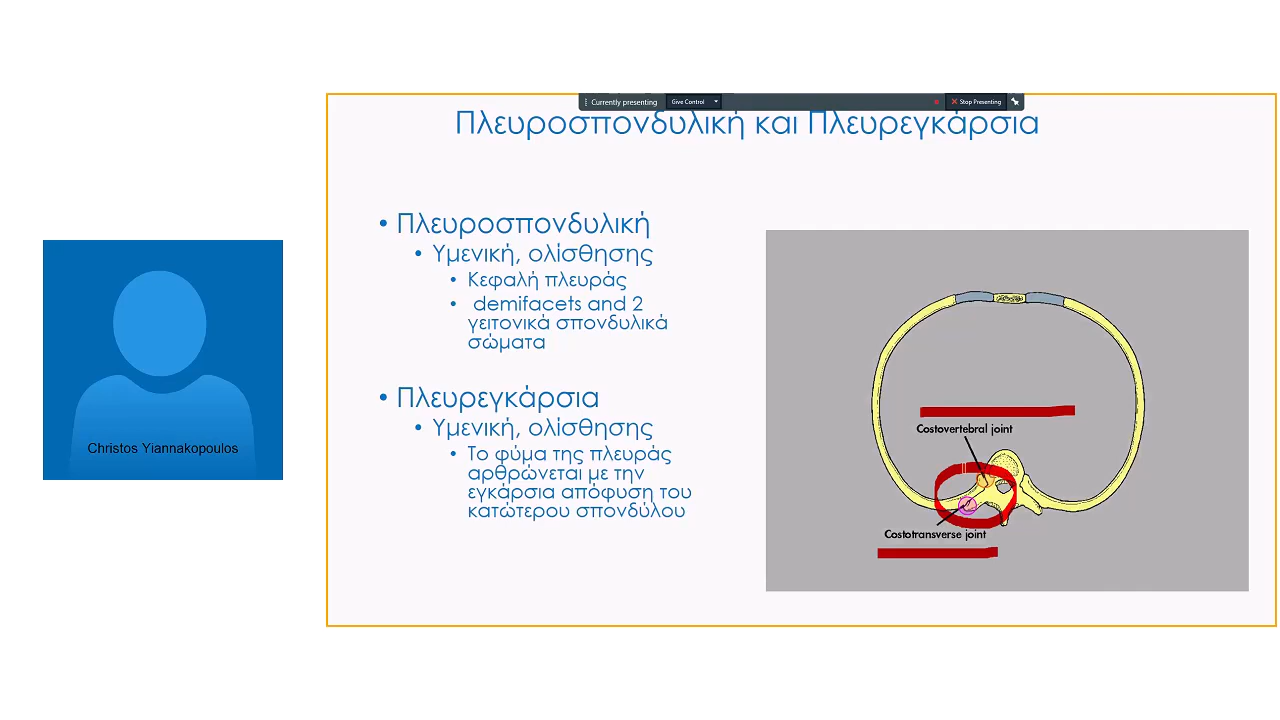 Currently presenting
Give Control
Stop Presenting
Πλευροσπονδυλική και Πλευρεγκάρσια
• Πλευροσπονδυλική
• Υμενική, ολίσθησης
• Κεφαλή πλευράς
• demifacets and 2
γειτονικά σπονδυλικά
σώματα
• Πλευρεγκάρσια
• Υμενική, ολίσθησης
• Το φύμα της πλευράς
αρθρώνεται με την
εγκάρσια απόφυση του
κατώτερου σπονδύλου
Costovertebral joint
Costotransverse joint
Christos Yiannakopoulos